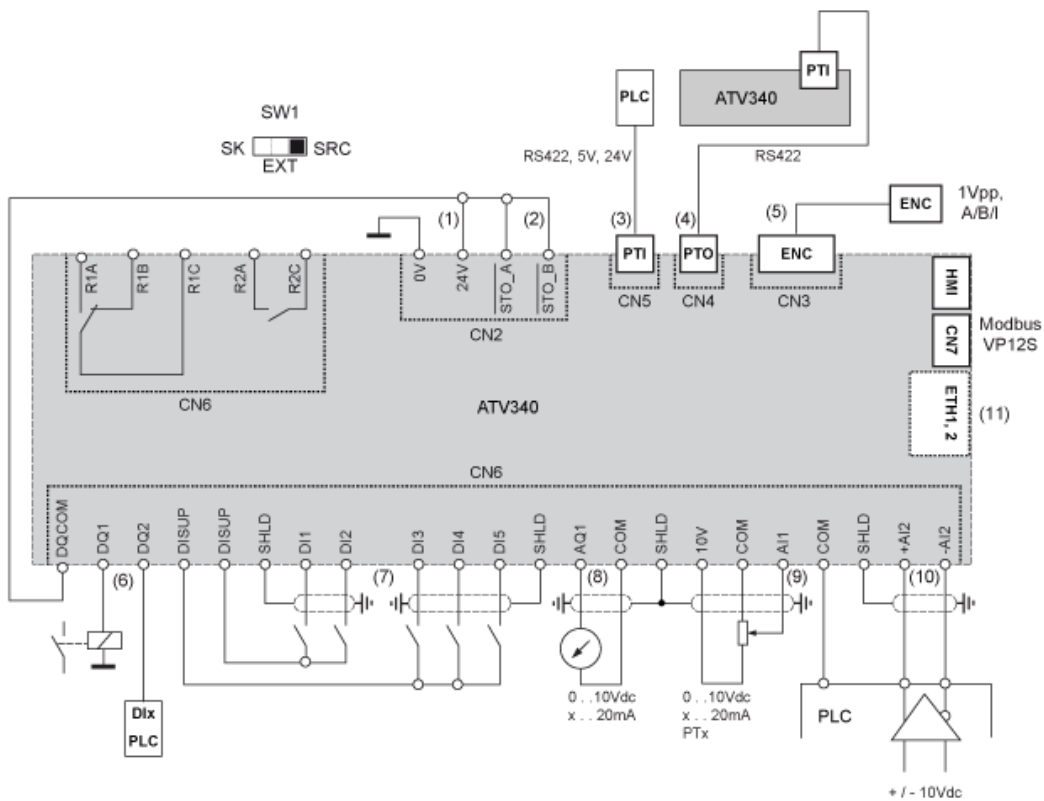 PTI
PLC
ATV340
SW1
SK
SRC
EXT
RS422, 5V, 24V
RS422
1Vpp,
A/B/I
ENC
(1)
(2)
(3)
(4)
(5)
PTI
PTO
ENC
R1A
R1B
R1C
R2A
R2C
0V
24V
STO_A
STO_B
CN5
CN4
CN3
HMI
CN2
CN7
Modbus
VP12S
CN6
ATV340
ETH1, 2
(11)
CN6
DQCOM
DQ1
DQ2
DISUP
DISUP
SHLD
DI1
DI2
DI3
DI4
DI5
SHLD
AQ1
COM
SHLD
10V
COM
AI1
COM
SHLD
+AI2
-AI2
(6)
(7)
(8)
(9)
(10)
0 . . 10Vdc
x . . 20mA
0 . . 10Vdc
x . . 20mA
PTx
DIx
PLC
PLC
+ / - 10Vdc